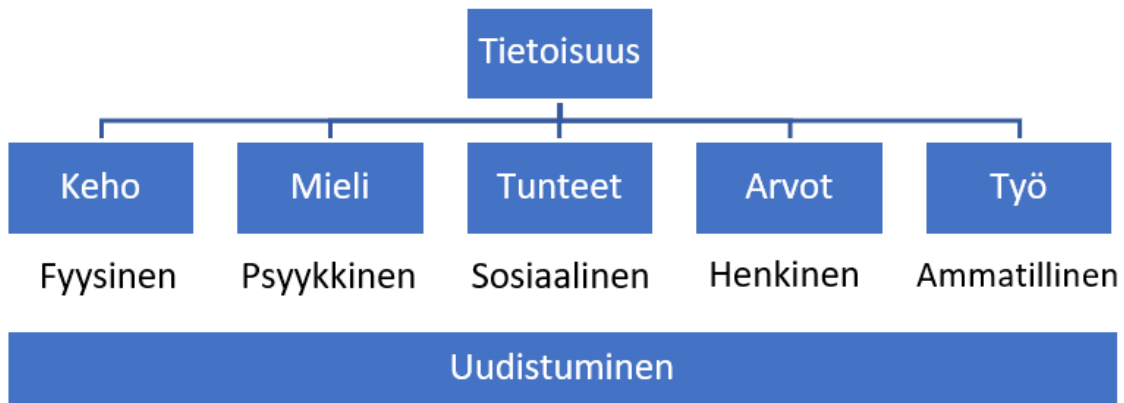 Tietoisuus
Keho Mieli Tunteet Arvot Työ
Fyysinen Psyykkinen Sosiaalinen Henkinen Ammatillinen
Uudistuminen